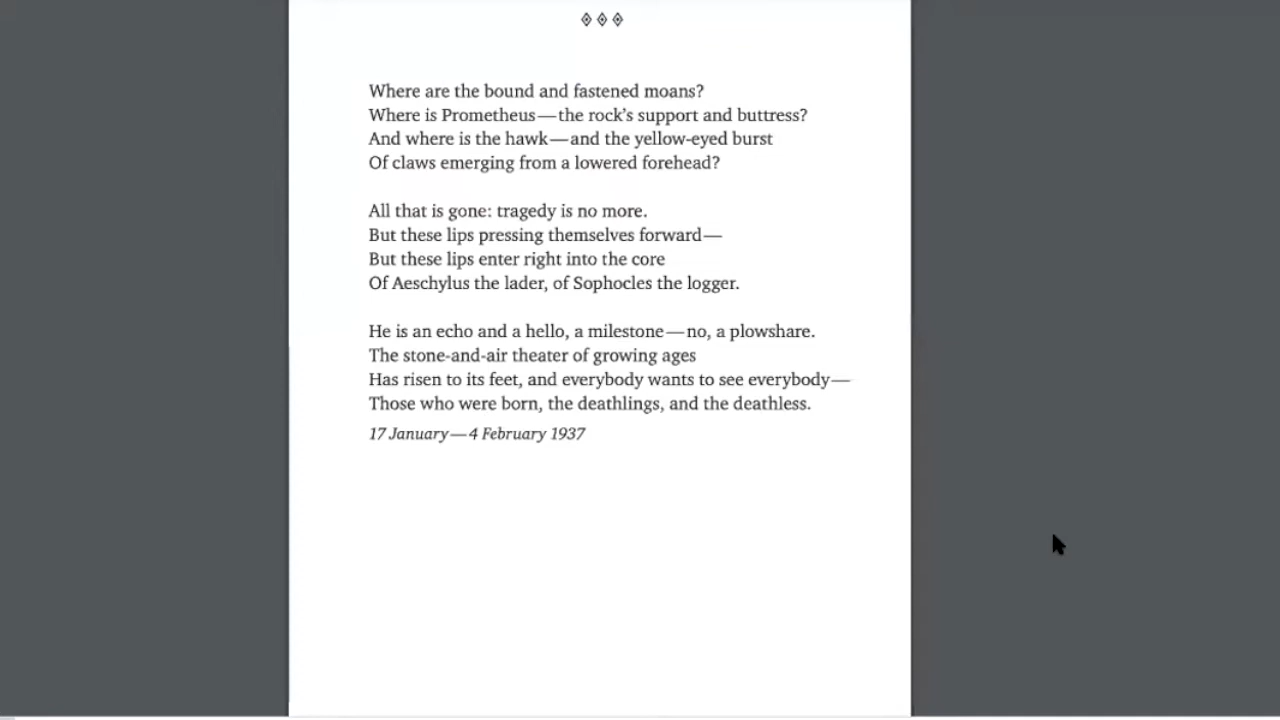 Where are the bound and fastened moans?
Where is Prometheus—the rock's support and buttress?
And where is the hawk—and the yellow-eyed burst
Of claws emerging from a lowered forehead?
All that is gone: tragedy is no more.
But these lips pressing themselves forward—
But these lips enter right into the core
Of Aeschylus the lader, of Sophocles the logger.
He is an echo and a hello, a milestone—no, a plowshare.
The stone-and-air theater of growing ages
Has risen to its feet, and everybody wants to see everybody—
Those who were born, the deathlings, and the deathless.
17 January—4 February 1937